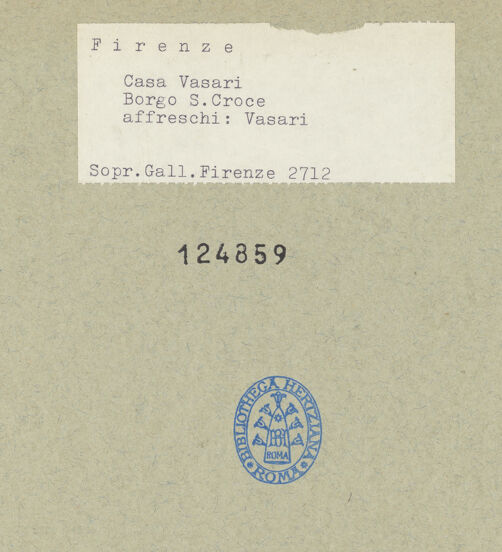 Firenze
Casa Vasari
Borgo S.Croce
affreschi: Vasari
Sopr.Gall.Firenze 2712
124859
BIBLIOTHECA HERTZIANA
ROMA
ROMA